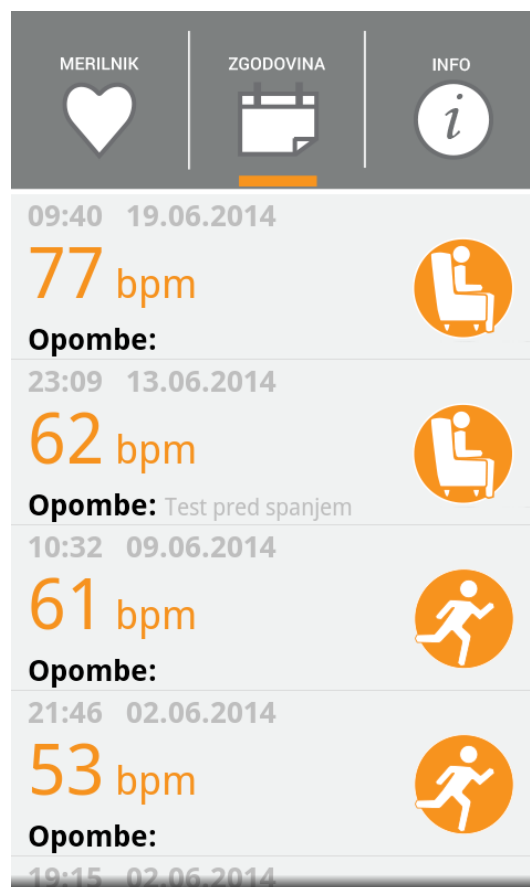 MERILNIK ZGODOVINA INFO
i
09:40 19.06.2014
77 bpm
Opombe:
23:09 13.06.2014
62 bpm
Opombe: Test pred spanjem
10:32 09.06.2014
61 bpm
Opombe:
21:46 02.06.2014
53 bpm
Opombe:
19:15 02.06.2014